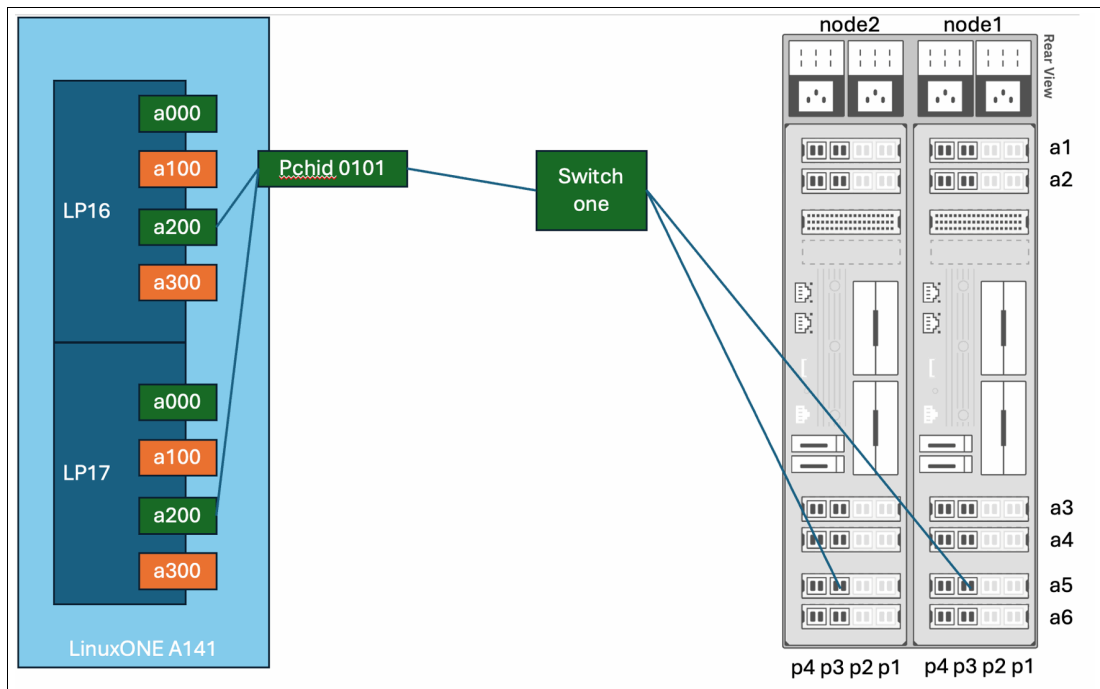 node2
node1
Rear View
LP16
a000
a100
a200
a300
LP17
a000
a100
a200
a300
LinuxONE A141
Pchid 0101
Switch
one
a1
a2
a3
a4
a5
a6
p4 p3 p2 p1
p4 p3 p2 p1